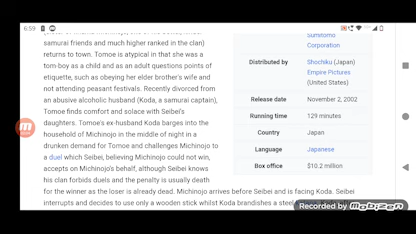 6:59
samurai friends and much higher ranked in the clan)
returns to town. Tomoe is atypical in that she was a
tom-boy as a child and as an adult questions points of
etiquette, such as obeying her elder brother's wife and
not attending peasant festivals. Recently divorced from
an abusive alcoholic husband (Koda, a samurai captain),
Tomoe finds comfort and solace with Seibei's
daughters. Tomoe's ex-husband Koda barges into the
household of Michinojo in the middle of night in a
drunken demand for Tomoe and challenges Michinojo to
a duel which Seibei, believing Michinojo could not win,
accepts on Michinojo's behalf, although Seibei knows
his clan forbids duels and the penalty is usually death
for the winner as the loser is already dead. Michinojo arrives before Seibei and is facing Koda. Seibei
interrupts and decides to use only a wooden stick whilst Koda brandishes a steel
Sumitomo
Corporation
Distributed by Shochiku (Japan)
Empire Pictures
(United States)
Release date November 2, 2002
Running time 129 minutes
Country Japan
Language Japanese
Box office $10.2 million
Recorded by Mobizen